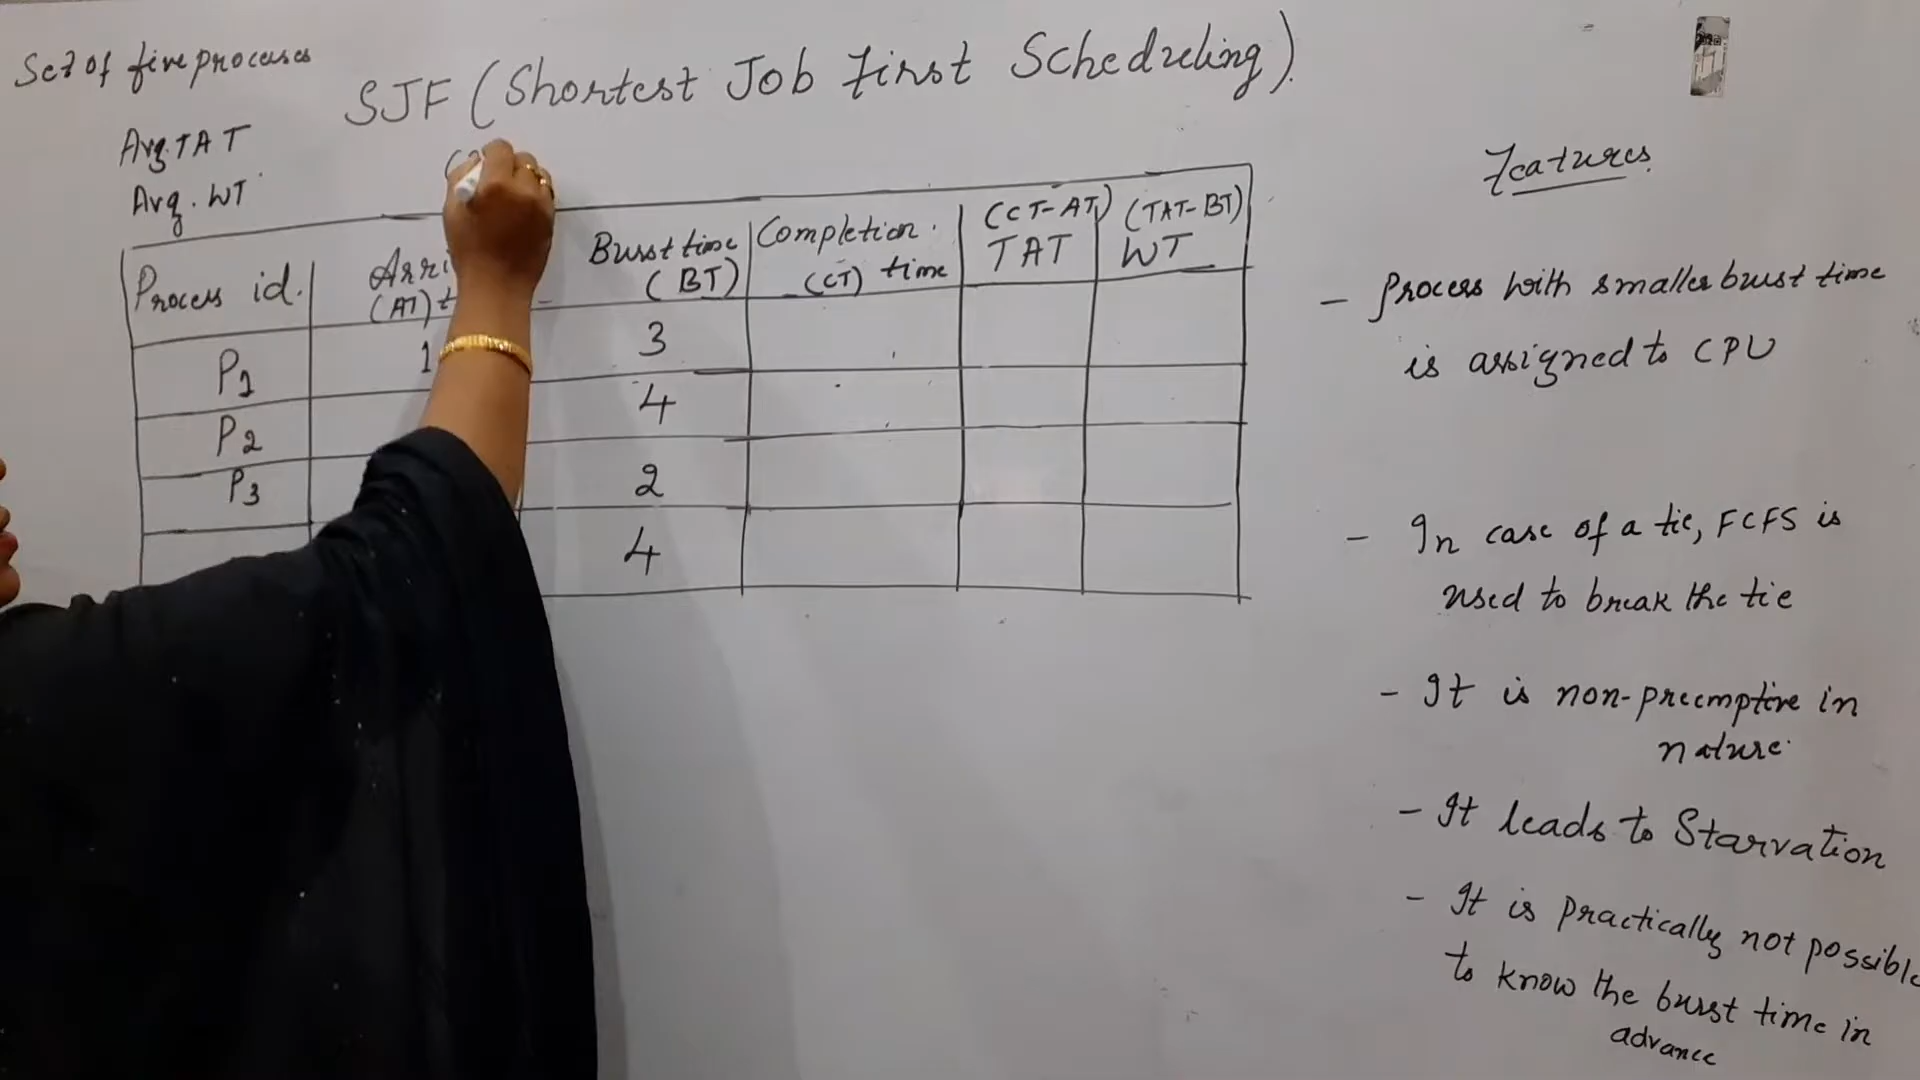 Set of five processes
SJF (Shortest Job First Scheduling).
Avg.TAT
Avg. WT
Process id.
(AT)
Burst time
(BT)
Completion
(CT) time
(CT-AT)
TAT
(TAT-BT)
WT
P1 1 3
P2 4
P3 2
4
Features
- Process with smaller burst time
is assigned to CPU
- In case of a tie, FCFS is
used to break the tie
- It is non-preemptive in
nature.
- It leads to Starvation
- It is practically not possible
to know the burst time in
advance